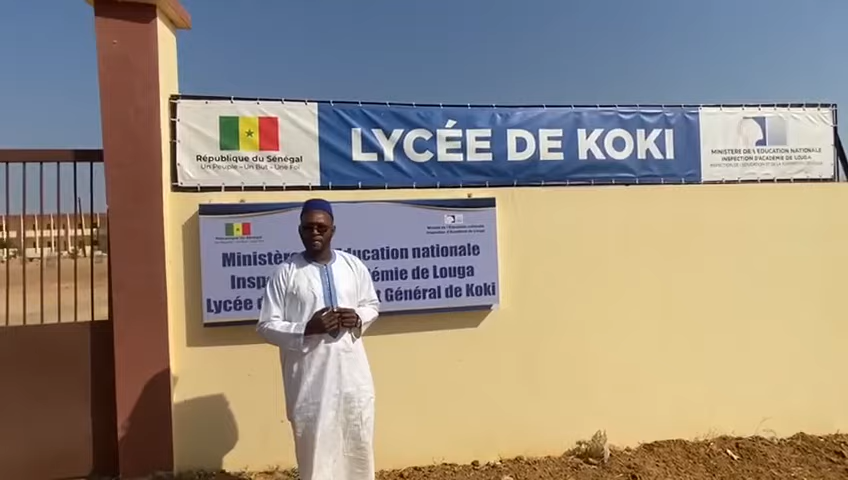 République du Sénégal
Un Peuple - Un But - Une Foi
LYCÉE DE KOKI
MINISTERE DE L'EDUCATION NATIONALE
INSPECTION D'ACADEMIE DE LOUGA
Ministère Education nationale
Inspe émie de Louga
Lycée Général de Koki